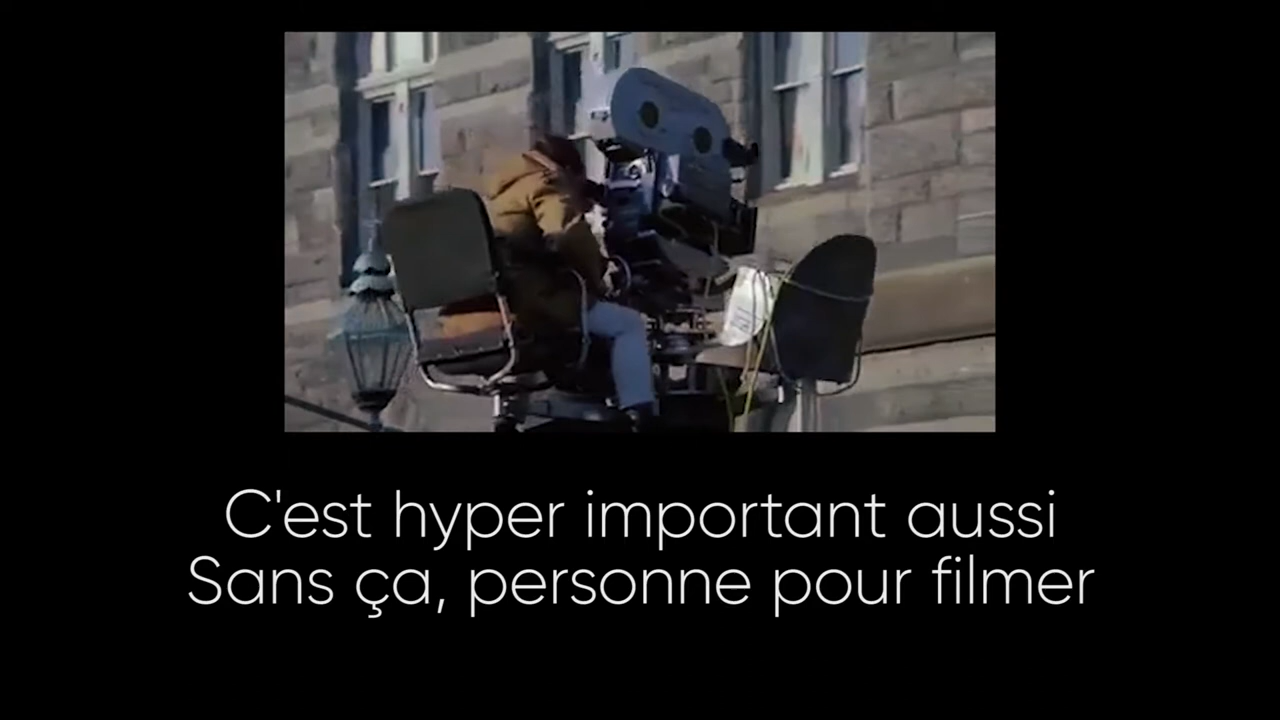 C'est hyper important aussi
Sans ça, personne pour filmer